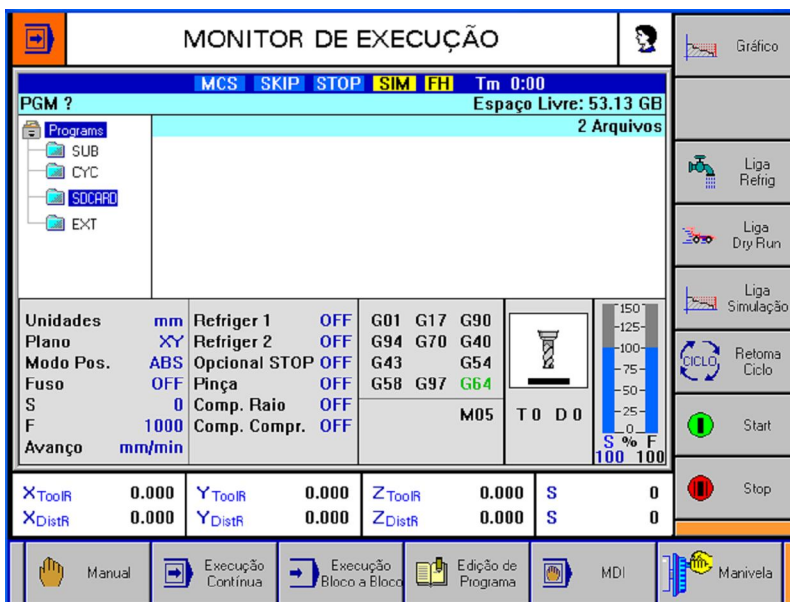 MONITOR DE EXECUÇÃO
MCS SKIP STOP SIM FH Tm 0:00
PGM ? Espaço Livre: 53.13 GB
2 Arquivos
Programs
SUB
CYC
SDCARD
EXT
Unidades mm
Plano XY
Modo Pos. ABS
Fuso OFF
S 0
F 1000
Avanço mm/min
Refriger 1 OFF
Refriger 2 OFF
Opcional STOP OFF
Pinça OFF
Comp. Raio OFF
Comp. Compr. OFF
G01 G17 G90
G94 G70 G40
G43 G54
G58 G97 G64
M05
T 0 D 0
150
125
100
75
50
25
0
S % F
100 100
XToolR 0.000 YToolR 0.000 ZToolR 0.000 S 0
XDistR 0.000 YDistR 0.000 ZDistR 0.000 S 0
Gráfico
Liga
Refrig
Liga
Dry Run
Liga
Simulação
CICLO
Retoma
Ciclo
Start
Stop
Manual
Execução
Contínua
Execução
Bloco a Bloco
Edição de
Programa
MDI
Manivela